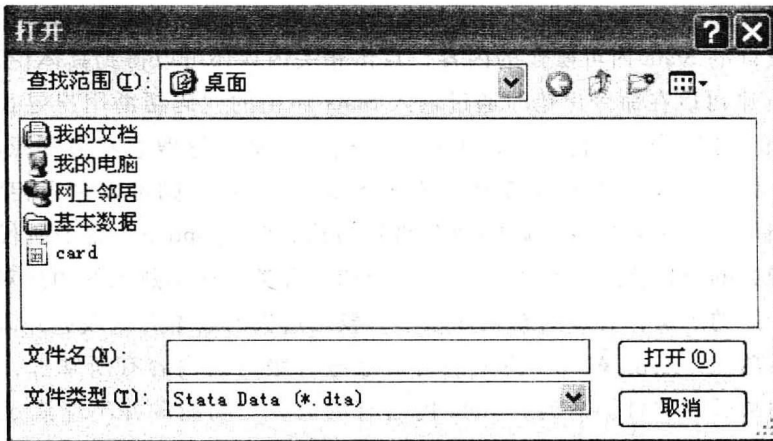 打开
查找范围(I): 桌面
我的文档
我的电脑
网上邻居
基本数据
card
文件名(N): 打开(O)
文件类型(T): Stata Data (*.dta) 取消